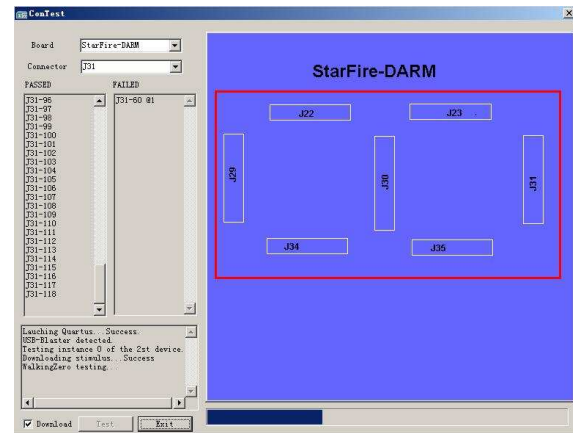 ConTest
Board StarFire-DARM
Connector J31
PASSED FAILED
J31-96 J31-60 @1
J31-97
J31-98
J31-99
J31-100
J31-101
J31-102
J31-103
J31-104
J31-105
J31-106
J31-107
J31-108
J31-109
J31-110
J31-111
J31-112
J31-113
J31-114
J31-115
J31-116
J31-117
J31-118
Lauching Quartus...Success
USB-Blaster detected.
Testing instance 0 of the 2st device.
Downloading stimulus...Success
WalkingZero testing...
Download Test Exit
StarFire-DARM
J22 J23
J29 J30 J31
J34 J35